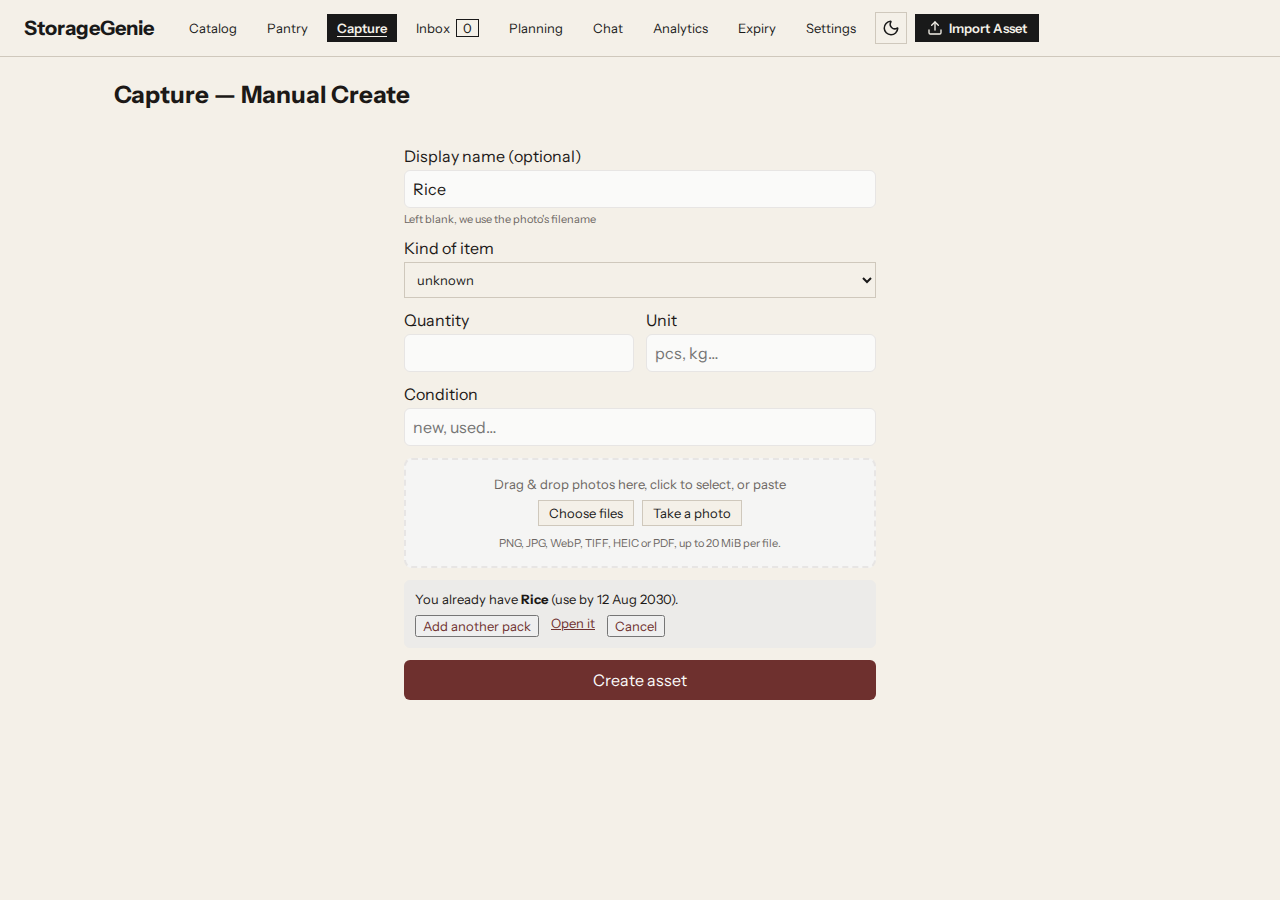 StorageGenie Catalog Pantry Capture Inbox 0 Planning Chat Analytics Expiry Settings Import Asset
Capture — Manual Create
Display name (optional)
Rice
Left blank, we use the photo's filename
Kind of item
unknown
Quantity Unit
pcs, kg...
Condition
new, used...
Drag & drop photos here, click to select, or paste
Choose files Take a photo
PNG, JPG, WebP, TIFF, HEIC or PDF, up to 20 MiB per file.
You already have Rice (use by 12 Aug 2030).
Add another pack Open it Cancel
Create asset